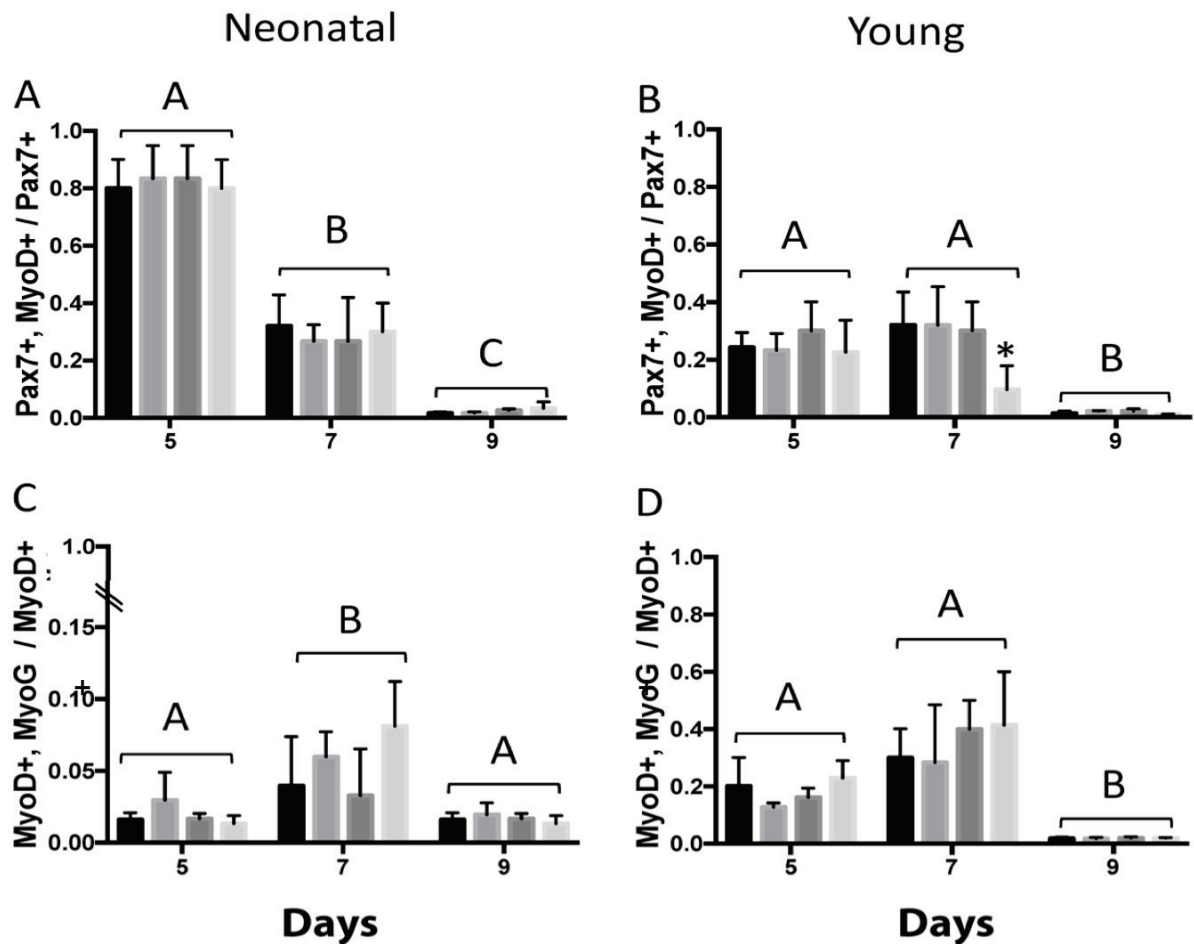 Neonatal
Young
A
A
Pax7+, MyoD+ / Pax7+
1.0
0.8
0.6
0.4
0.2
0.0
B
C
5
7
9
B
Pax7+, MyoD+ / Pax7+
1.0
0.8
0.6
0.4
0.2
0.0
A
A
*
B
5
7
9
C
MyoD+, MyoG+ / MyoD+
1.0
0.15
0.10
0.05
0.00
A
B
A
5
7
9
Days
D
MyoD+, MyoG+ / MyoD+
1.0
0.8
0.6
0.4
0.2
0.0
A
A
B
5
7
9
Days